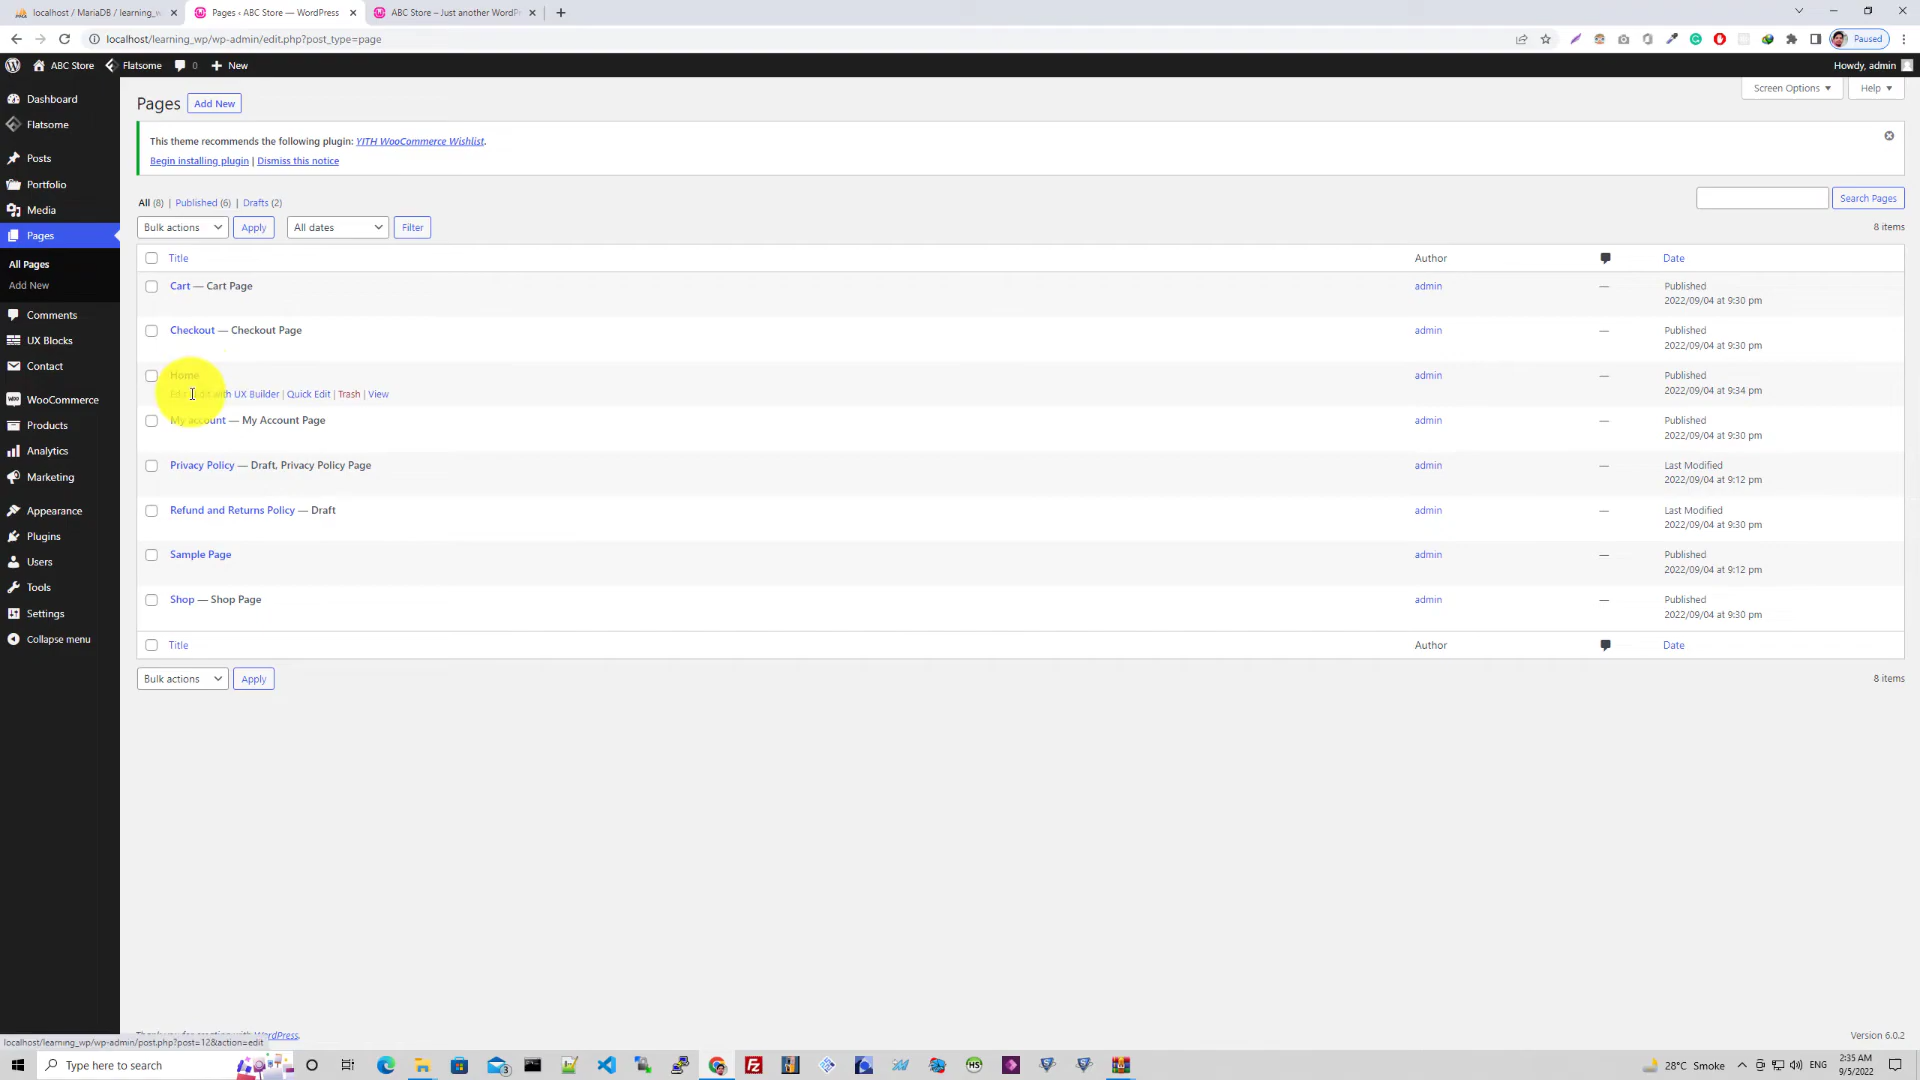 localhost / MariaDB / learning_w
Pages ‹ ABC Store — WordPress
ABC Store – Just another WordPr
localhost/learning_wp/wp-admin/edit.php?post_type=page
Paused
ABC Store
Flatsome
0
New
Howdy, admin
Dashboard
Flatsome
Posts
Portfolio
Media
Pages
All Pages
Add New
Comments
UX Blocks
Contact
WooCommerce
Products
Analytics
Marketing
Appearance
Plugins
Users
Tools
Settings
Collapse menu
Pages
Add New
Screen Options
Help
This theme recommends the following plugin: YITH WooCommerce Wishlist.
Begin installing plugin | Dismiss this notice
All (8) | Published (6) | Drafts (2)
Search Pages
Bulk actions
Apply
All dates
Filter
8 items
Title
Author
Date
Cart — Cart Page
admin
—
Published
2022/09/04 at 9:30 pm
Checkout — Checkout Page
admin
—
Published
2022/09/04 at 9:30 pm
Home
with UX Builder | Quick Edit | Trash | View
admin
—
Published
2022/09/04 at 9:34 pm
My account — My Account Page
admin
—
Published
2022/09/04 at 9:30 pm
Privacy Policy — Draft, Privacy Policy Page
admin
—
Last Modified
2022/09/04 at 9:12 pm
Refund and Returns Policy — Draft
admin
—
Last Modified
2022/09/04 at 9:30 pm
Sample Page
admin
—
Published
2022/09/04 at 9:12 pm
Shop — Shop Page
admin
—
Published
2022/09/04 at 9:30 pm
Title
Author
Date
Bulk actions
Apply
8 items
WordPress.
Version 6.0.2
localhost/learning_wp/wp-admin/post.php?post=12&action=edit
Type here to search
3
28°C Smoke
ENG
2:35 AM
9/5/2022